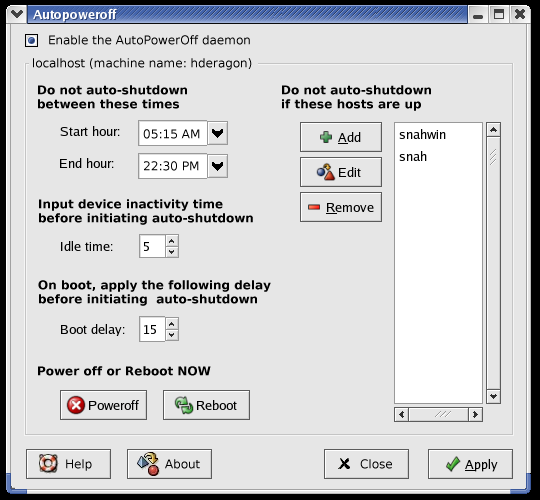 Autopoweroff
Enable the AutoPowerOff daemon
localhost (machine name: hderagon)
Do not auto-shutdown
between these times
Start hour: 05:15 AM
End hour: 22:30 PM
Input device inactivity time
before initiating auto-shutdown
Idle time: 5
On boot, apply the following delay
before initiating auto-shutdown
Boot delay: 15
Power off or Reboot NOW
Poweroff Reboot
Do not auto-shutdown
if these hosts are up
Add
Edit
Remove
snahwin
snah
Help About Close Apply